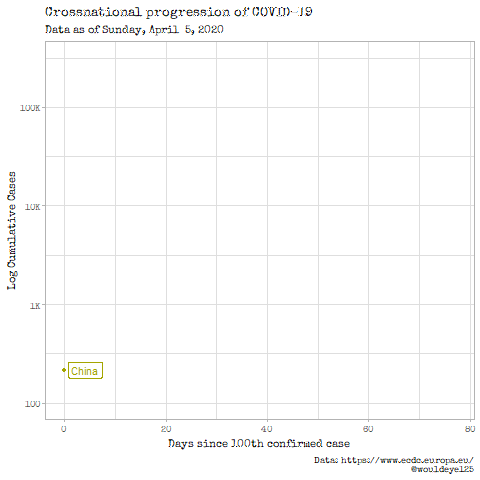 Crossnational progression of COVID-19
Data as of Sunday, April 5, 2020
100K
10K
1K
100
Log Cumulative Cases
China
0
20
40
60
80
Days since 100th confirmed case
Data: https://www.ecdc.europa.eu/
@wouldeye125